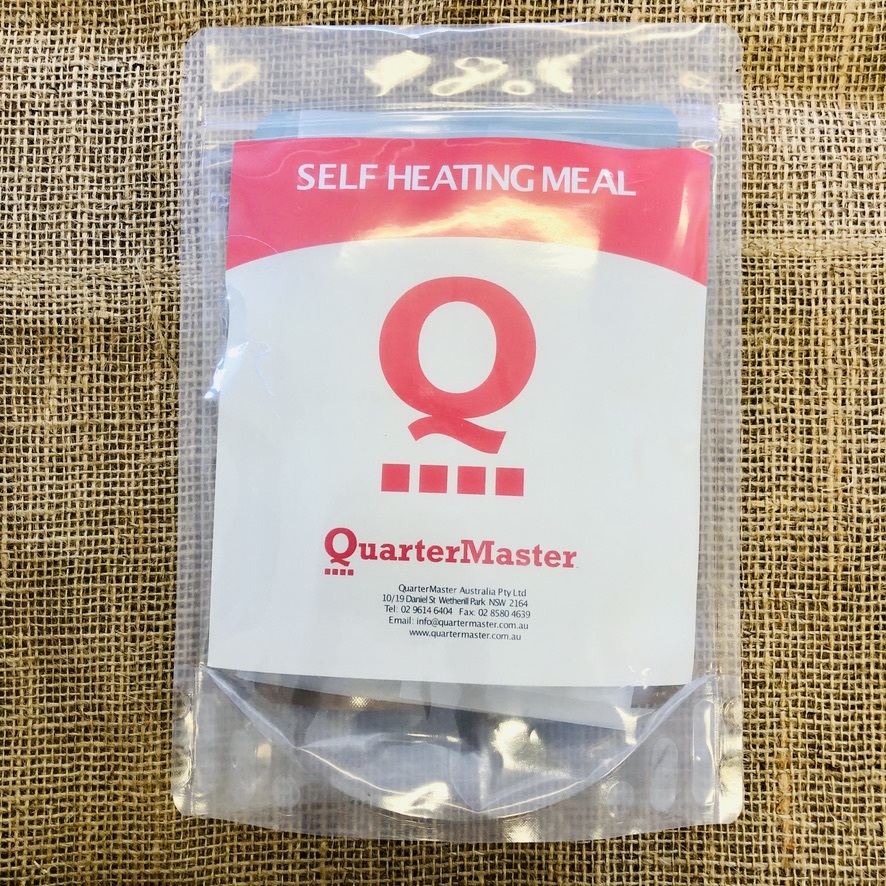 SELF HEATING MEAL
Q
QuarterMaster
QuarterMaster Australia Pty Ltd
10/19 Daniel St Wetherill Park NSW 2164
Tel: 02 9614 6404 Fax: 02 8580 4639
Email: info@quartermaster.com.au
www.quartermaster.com.au